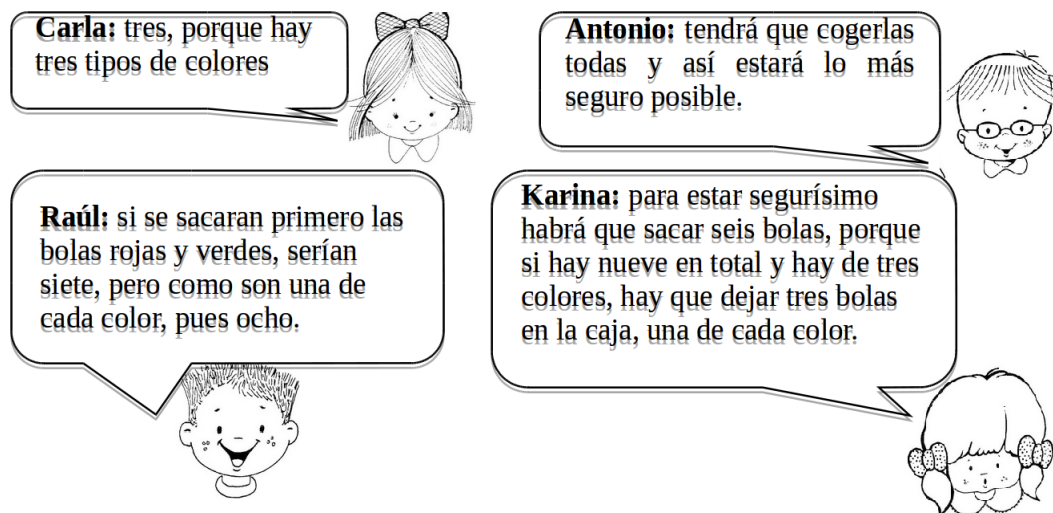 Carla: tres, porque hay
tres tipos de colores
Antonio: tendrá que cogerlas
todas y así estará lo más
seguro posible.
Raúl: si se sacaran primero las
bolas rojas y verdes, serían
siete, pero como son una de
cada color, pues ocho.
Karina: para estar segurísimo
habrá que sacar seis bolas, porque
si hay nueve en total y hay de tres
colores, hay que dejar tres bolas
en la caja, una de cada color.